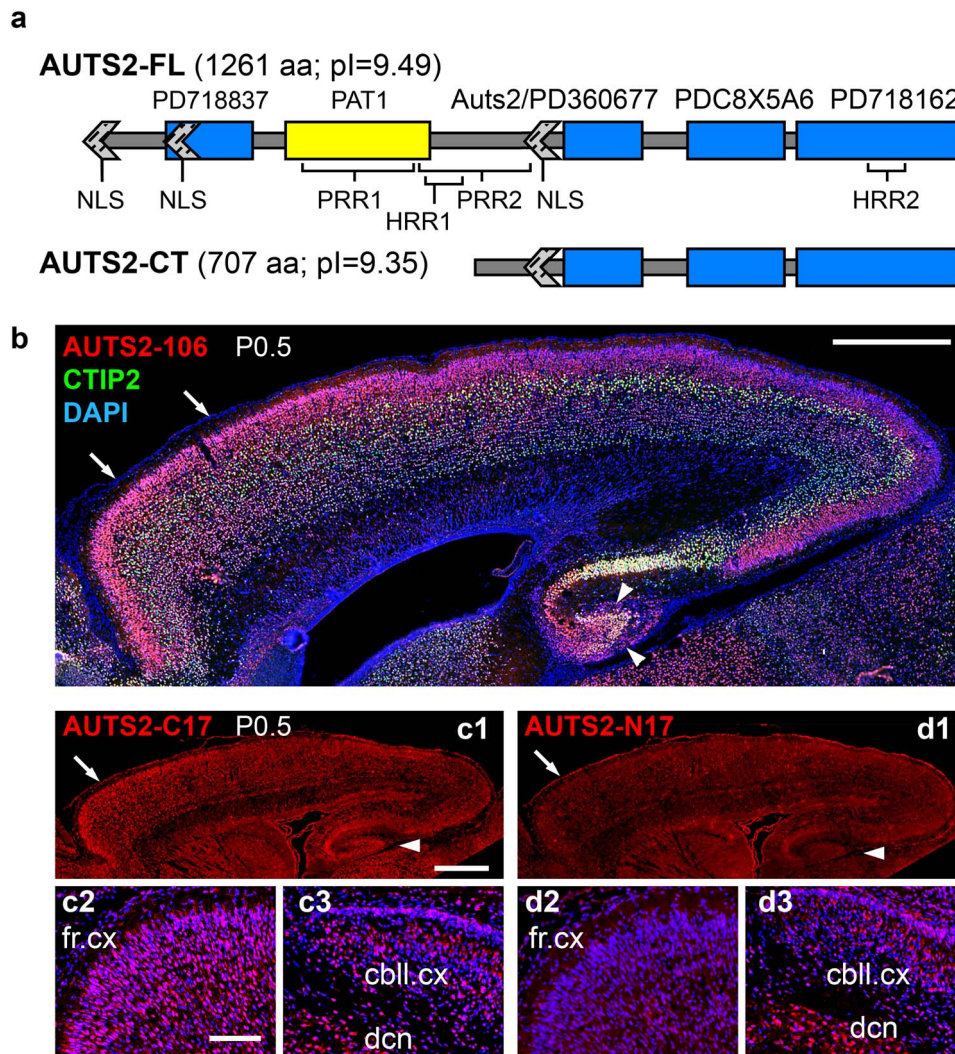 a
AUTS2-FL (1261 aa; pI=9.49)
PD718837 PAT1 Auts2/PD360677 PDC8X5A6 PD718162
NLS NLS PRR1 HRR1 PRR2 NLS HRR2
AUTS2-CT (707 aa; pI=9.35)
b
AUTS2-106 P0.5
CTIP2
DAPI
AUTS2-C17 P0.5 c1
AUTS2-N17 d1
c2
fr.cx
c3
cbll.cx
dcn
d2
fr.cx
d3
cbll.cx
dcn